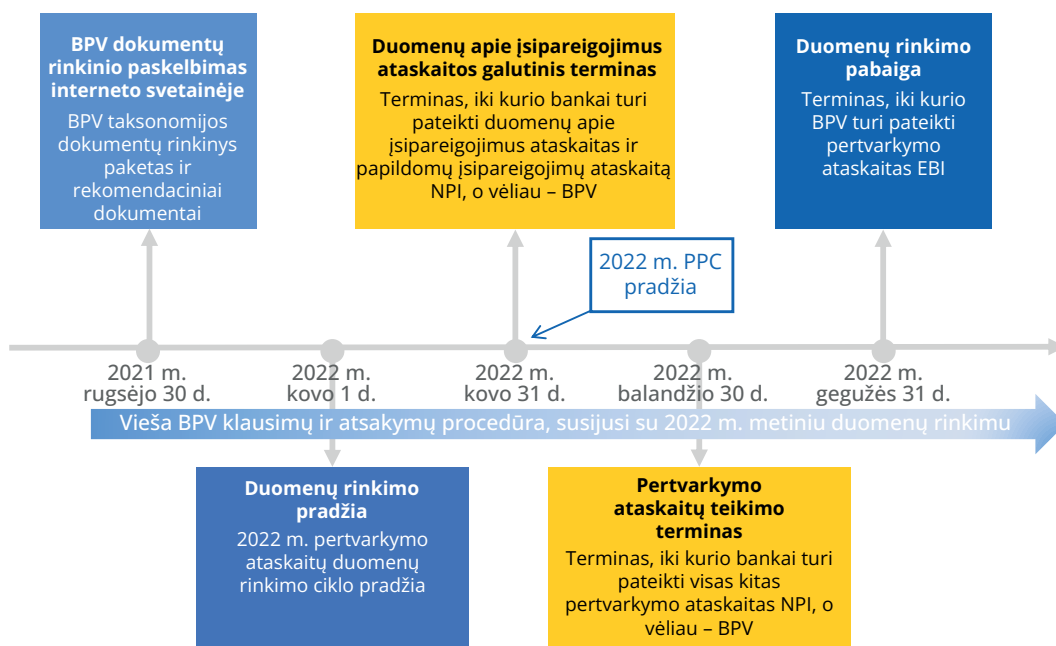 BPV dokumentų
rinkinio paskelbimas
interneto svetainėje
BPV taksonomijos
dokumentų rinkinys
paketas ir
rekomendaciniai
dokumentai
Duomenų apie įsipareigojimus
ataskaitos galutinis terminas
Terminas, iki kurio bankai turi
pateikti duomenų apie
įsipareigojimus ataskaitas ir
papildomų įsipareigojimų ataskaitą
NPI, o vėliau – BPV
Duomenų rinkimo
pabaiga
Terminas, iki kurio
BPV turi pateikti
pertvarkymo
ataskaitas EBI
2022 m. PPC
pradžia
2021 m.
rugsėjo 30 d.
2022 m.
kovo 1 d.
2022 m.
kovo 31 d.
2022 m.
balandžio 30 d.
2022 m.
gegužės 31 d.
Vieša BPV klausimų ir atsakymų procedūra, susijusi su 2022 m. metiniu duomenų rinkimu
Duomenų rinkimo
pradžia
2022 m. pertvarkymo
ataskaitų duomenų
rinkimo ciklo pradžia
Pertvarkymo
ataskaitų teikimo
terminas
Terminas, iki kurio bankai turi
pateikti visas kitas
pertvarkymo ataskaitas NPI, o
vėliau – BPV